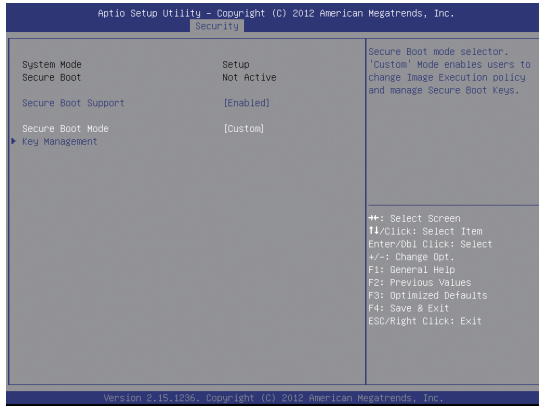 Aptio Setup Utility – Copyright (C) 2012 American Megatrends, Inc.
Security
System Mode Setup
Secure Boot Not Active
Secure Boot Support [Enabled]
Secure Boot Mode [Custom]
Key Management
Secure Boot mode selector.
'Custom' Mode enables users to
change Image Execution policy
and manage Secure Boot Keys.
→←: Select Screen
↑↓/Click: Select Item
Enter/Dbl Click: Select
+/-: Change Opt.
F1: General Help
F2: Previous Values
F3: Optimized Defaults
F4: Save & Exit
ESC/Right Click: Exit
Version 2.15.1236. Copyright (C) 2012 American Megatrends, Inc.